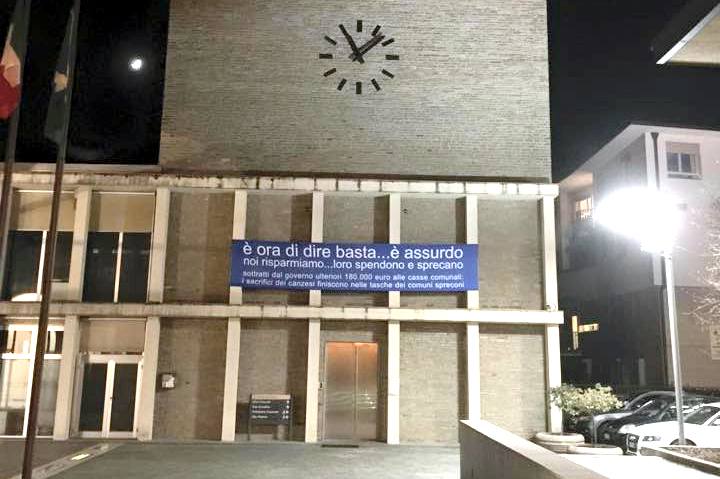 è ora di dire basta...è assurdo
noi risparmiamo...loro spendono e sprecano
sottratti dal governo ulteriori 180.000 euro alle casse comunali:
i sacrifici dei canzesi finiscono nelle tasche dei comuni spreconi